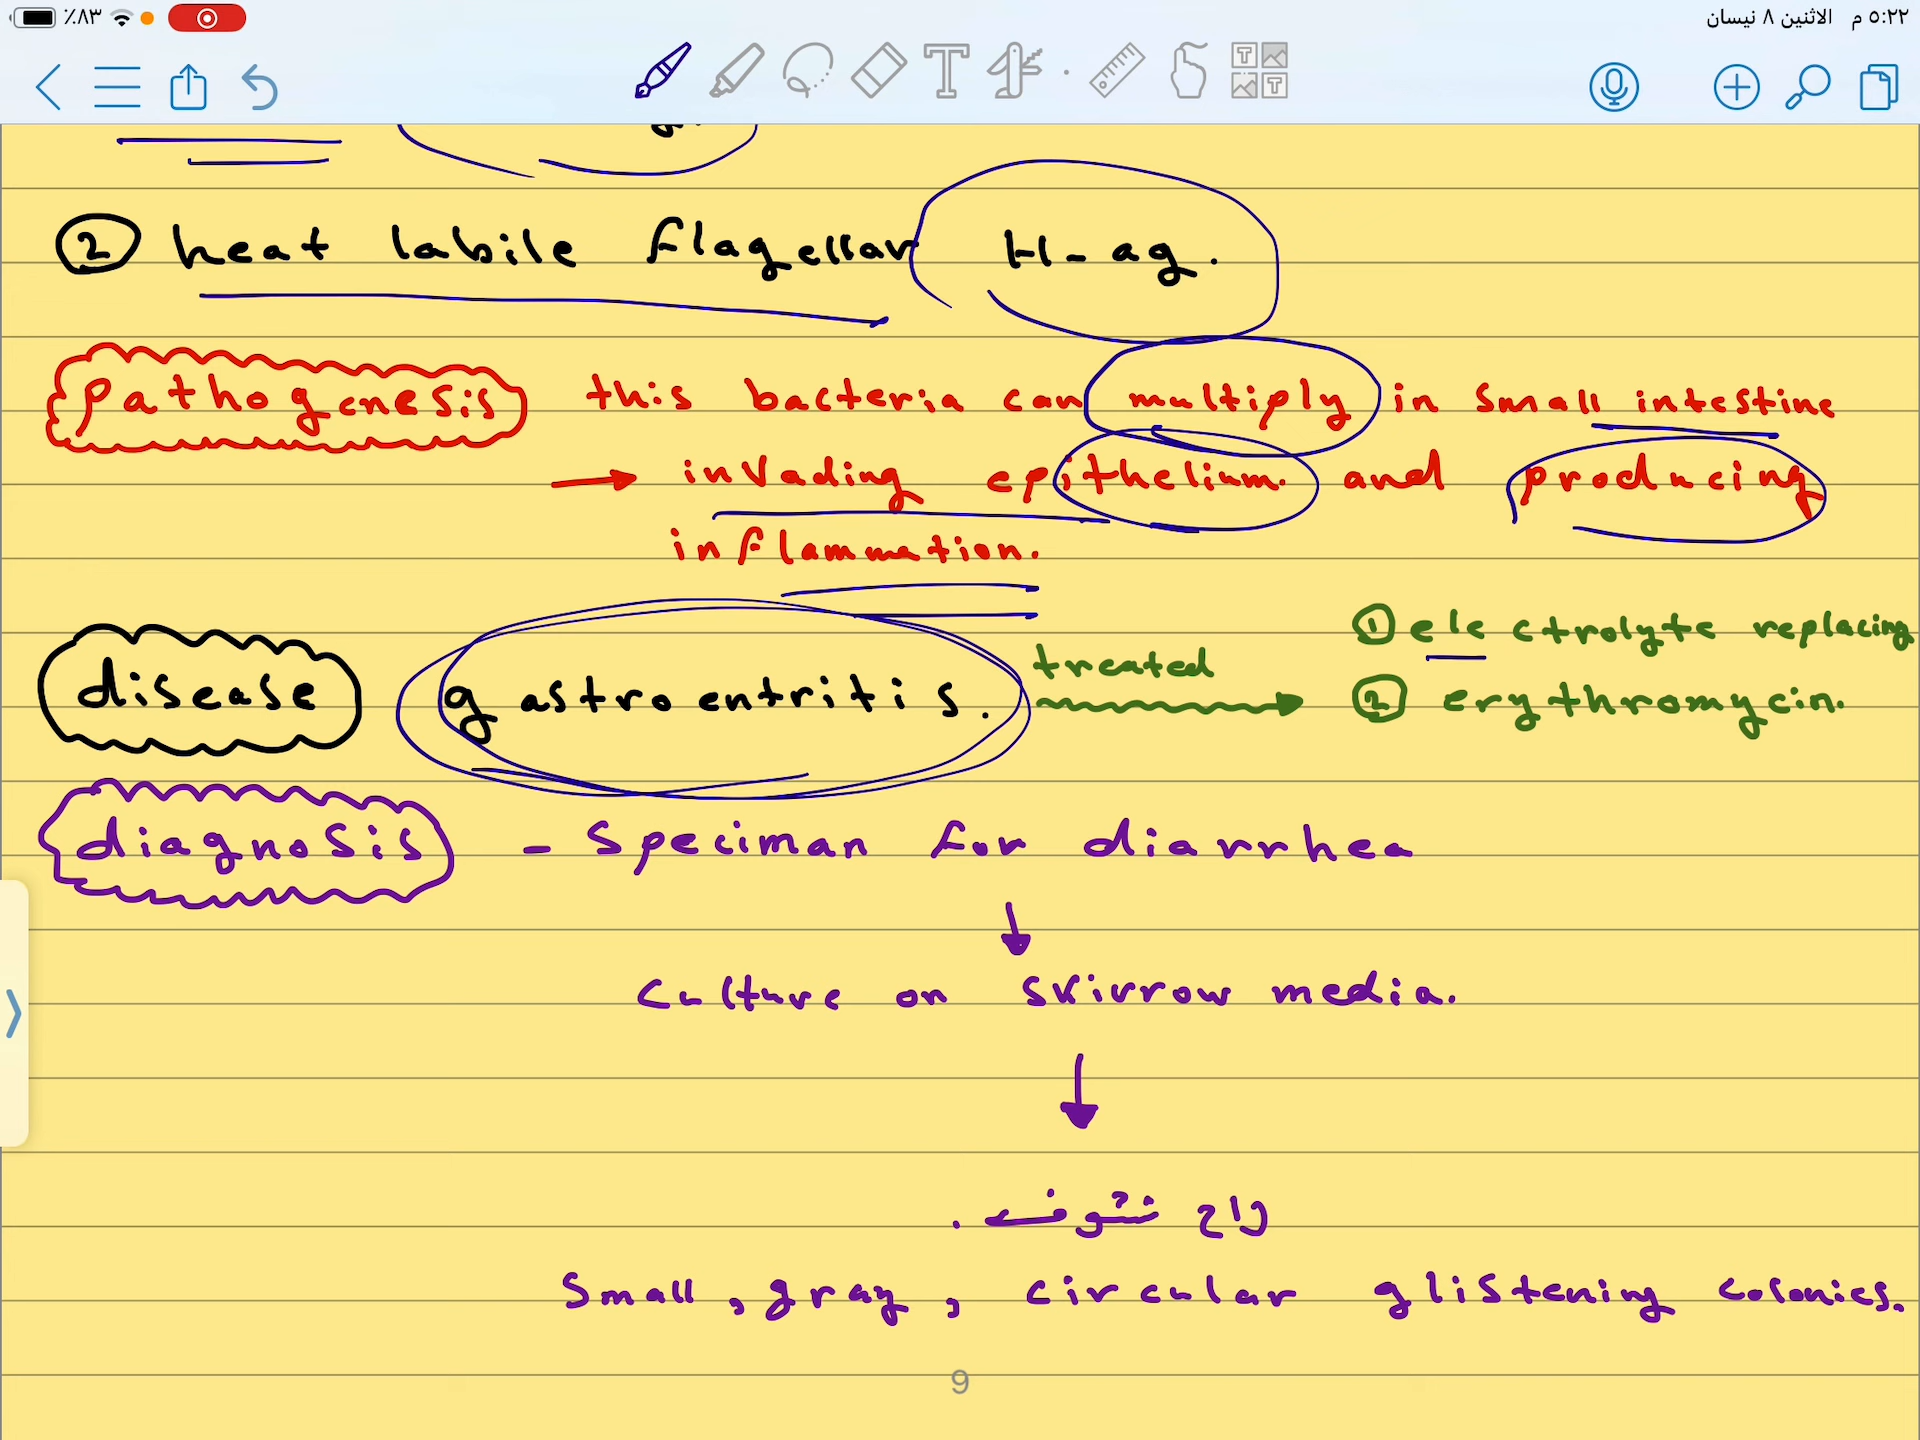 ٪٨٣
٥:٢٢ م الاثنين ٨ نيسان
② heat labile flagellar H-ag.
pathogenesis this bacteria can multiply in small intestine
→ invading epithelium. and producing
inflammation.
disease gastroentritis. treated → ① electrolyte replacing
② erythromycin.
diagnosis - Speciman for diarrhea
↓
Culture on Skirrow media.
↓
راح نشوف .
Small , gray , circular glistening colonies.
9